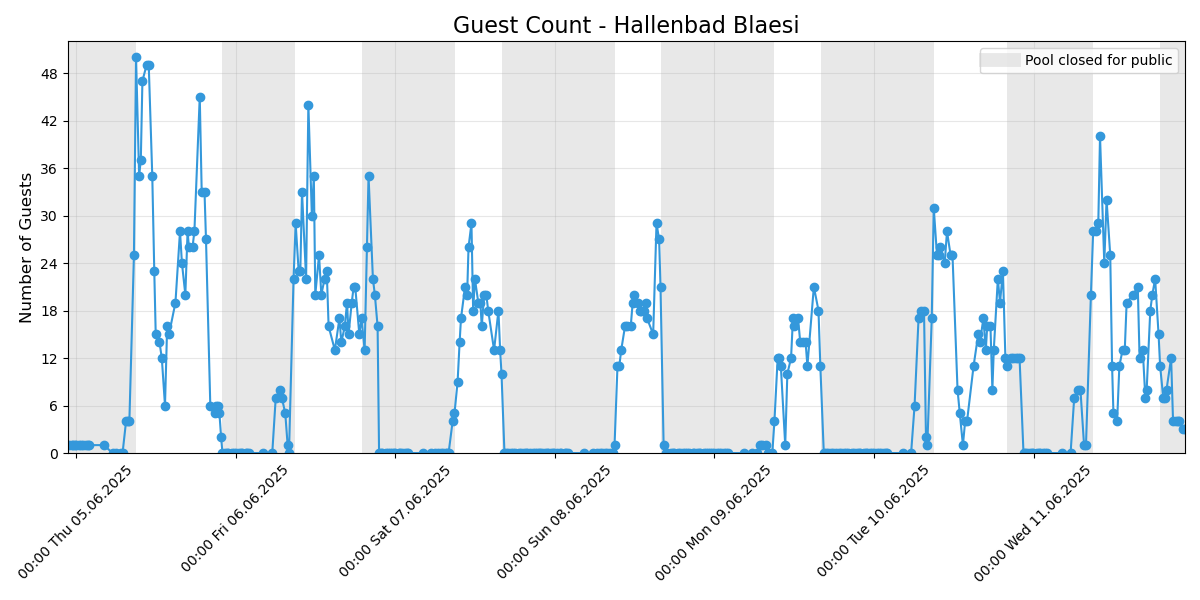 Guest Count - Hallenbad Blaesi
Pool closed for public
Number of Guests
48
42
36
30
24
18
12
6
0
00:00 Thu 05.06.2025
00:00 Fri 06.06.2025
00:00 Sat 07.06.2025
00:00 Sun 08.06.2025
00:00 Mon 09.06.2025
00:00 Tue 10.06.2025
00:00 Wed 11.06.2025